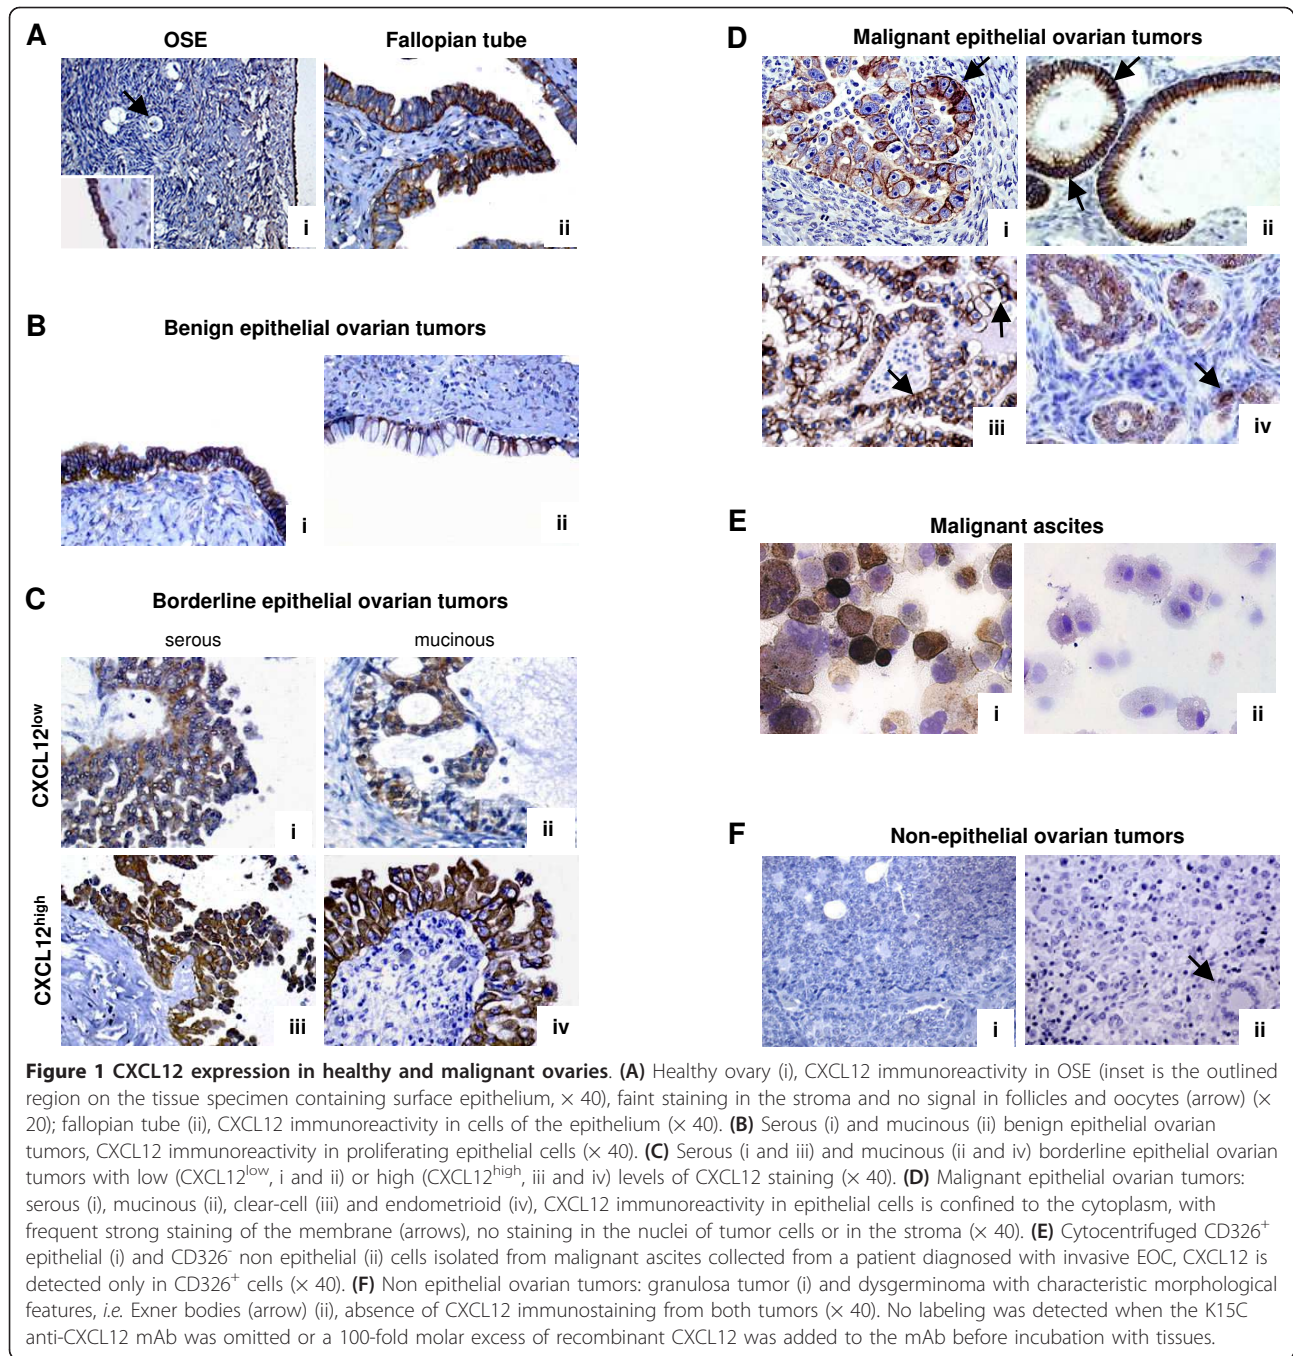 A
OSE
Fallopian tube
i
ii
B
Benign epithelial ovarian tumors
i
ii
C
Borderline epithelial ovarian tumors
serous
mucinous
CXCL12low
i
ii
CXCL12high
iii
iv
D
Malignant epithelial ovarian tumors
i
ii
iii
iv
E
Malignant ascites
i
ii
F
Non-epithelial ovarian tumors
i
ii
Figure 1 CXCL12 expression in healthy and malignant ovaries. (A) Healthy ovary (i), CXCL12 immunoreactivity in OSE (inset is the outlined
region on the tissue specimen containing surface epithelium, × 40), faint staining in the stroma and no signal in follicles and oocytes (arrow) (×
20); fallopian tube (ii), CXCL12 immunoreactivity in cells of the epithelium (× 40). (B) Serous (i) and mucinous (ii) benign epithelial ovarian
tumors, CXCL12 immunoreactivity in proliferating epithelial cells (× 40). (C) Serous (i and iii) and mucinous (ii and iv) borderline epithelial ovarian
tumors with low (CXCL12low, i and ii) or high (CXCL12high, iii and iv) levels of CXCL12 staining (× 40). (D) Malignant epithelial ovarian tumors:
serous (i), mucinous (ii), clear-cell (iii) and endometrioid (iv), CXCL12 immunoreactivity in epithelial cells is confined to the cytoplasm, with
frequent strong staining of the membrane (arrows), no staining in the nuclei of tumor cells or in the stroma (× 40). (E) Cytocentrifuged CD326+
epithelial (i) and CD326- non epithelial (ii) cells isolated from malignant ascites collected from a patient diagnosed with invasive EOC, CXCL12 is
detected only in CD326+ cells (× 40). (F) Non epithelial ovarian tumors: granulosa tumor (i) and dysgerminoma with characteristic morphological
features, i.e. Exner bodies (arrow) (ii), absence of CXCL12 immunostaining from both tumors (× 40). No labeling was detected when the K15C
anti-CXCL12 mAb was omitted or a 100-fold molar excess of recombinant CXCL12 was added to the mAb before incubation with tissues.